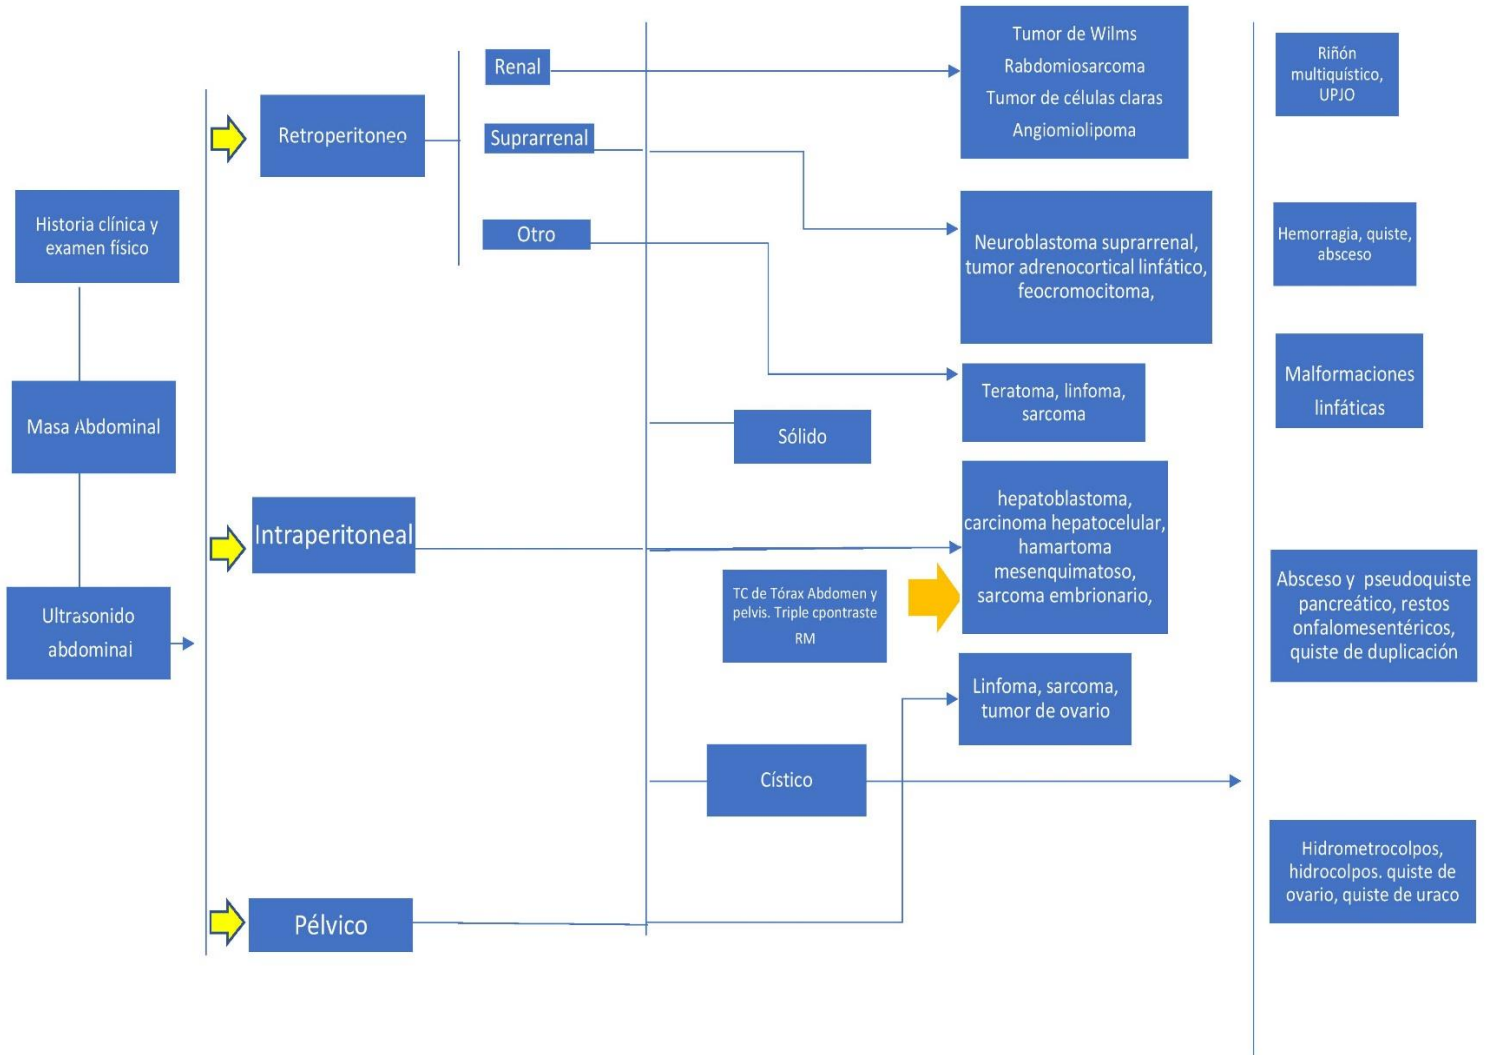 Historia clínica y
examen físico
Masa Abdominal
Ultrasonido
abdominal
Retroperitoneo
Intraperitoneal
Pélvico
Renal
Suprarrenal
Otro
Sólido
TC de Tórax Abdomen y
pelvis. Triple cpontraste
RM
Cístico
Tumor de Wilms
Rabdomiosarcoma
Tumor de células claras
Angiomiolipoma
Neuroblastoma suprarrenal,
tumor adrenocortical linfático,
feocromocitoma,
Teratoma, linfoma,
sarcoma
hepatoblastoma,
carcinoma hepatocelular,
hamartoma
mesenquimatoso,
sarcoma embrionario,
Linfoma, sarcoma,
tumor de ovario
Riñón
multiquístico,
UPJO
Hemorragia, quiste,
absceso
Malformaciones
linfáticas
Absceso y pseudoquiste
pancreático, restos
onfalomesentéricos,
quiste de duplicación
Hidrometrocolpos,
hidrocolpos. quiste de
ovario, quiste de uraco